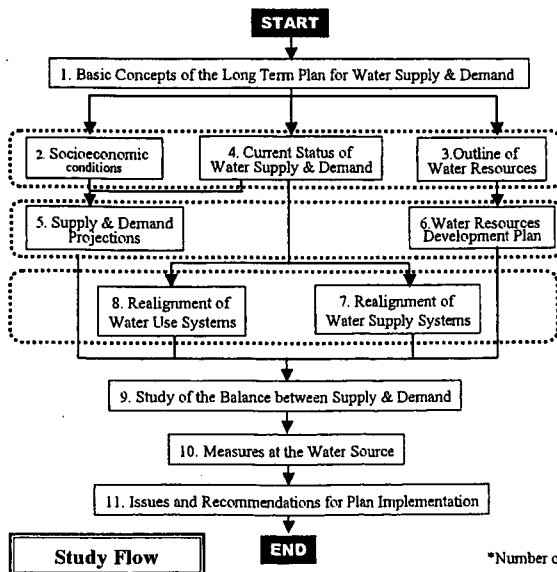 START
1. Basic Concepts of the Long Term Plan for Water Supply & Demand
2. Socioeconomic
conditions
4. Current Status of
Water Supply & Demand
3.Outline of
Water Resources
5. Supply & Demand
Projections
6.Water Resources
Development Plan
8. Realignment of
Water Use Systems
7. Realignment of
Water Supply Systems
9. Study of the Balance between Supply & Demand
10. Measures at the Water Source
11. Issues and Recommendations for Plan Implementation
Study Flow
END
*Number